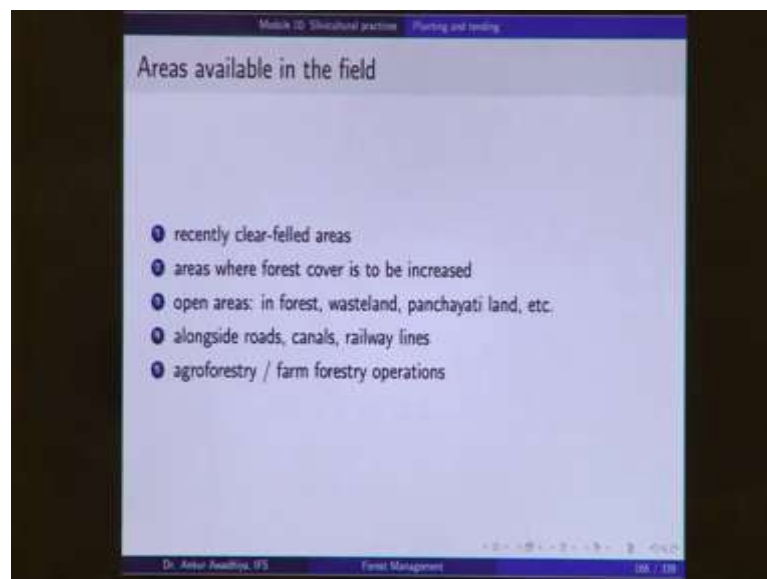 Module 10: Silvicultural practices Planting and tending
Areas available in the field
recently clear-felled areas
areas where forest cover is to be increased
open areas: in forest, wasteland, panchayati land, etc.
alongside roads, canals, railway lines
agroforestry / farm forestry operations
Dr. Ankur Awadhiya, IFS Forest Management